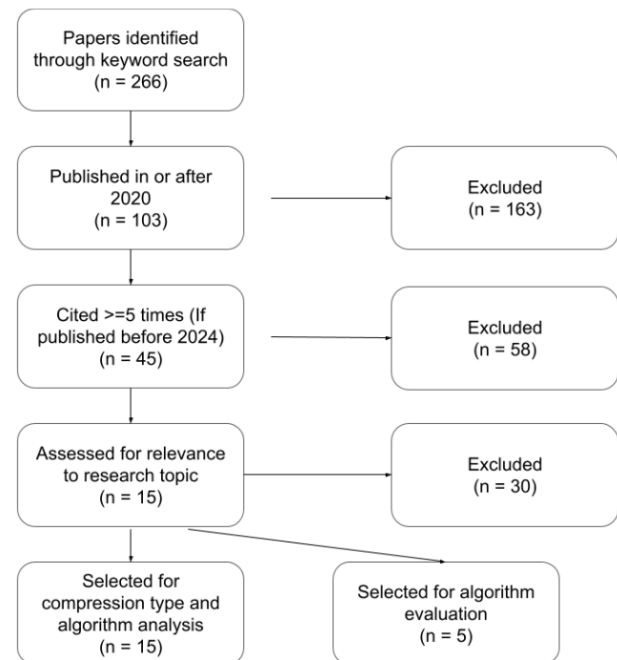 Papers identified
through keyword search
(n = 266)
Published in or after
2020
(n = 103)
Excluded
(n = 163)
Cited >=5 times (If
published before 2024)
(n = 45)
Excluded
(n = 58)
Assessed for relevance
to research topic
(n = 15)
Excluded
(n = 30)
Selected for
compression type and
algorithm analysis
(n = 15)
Selected for algorithm
evaluation
(n = 5)